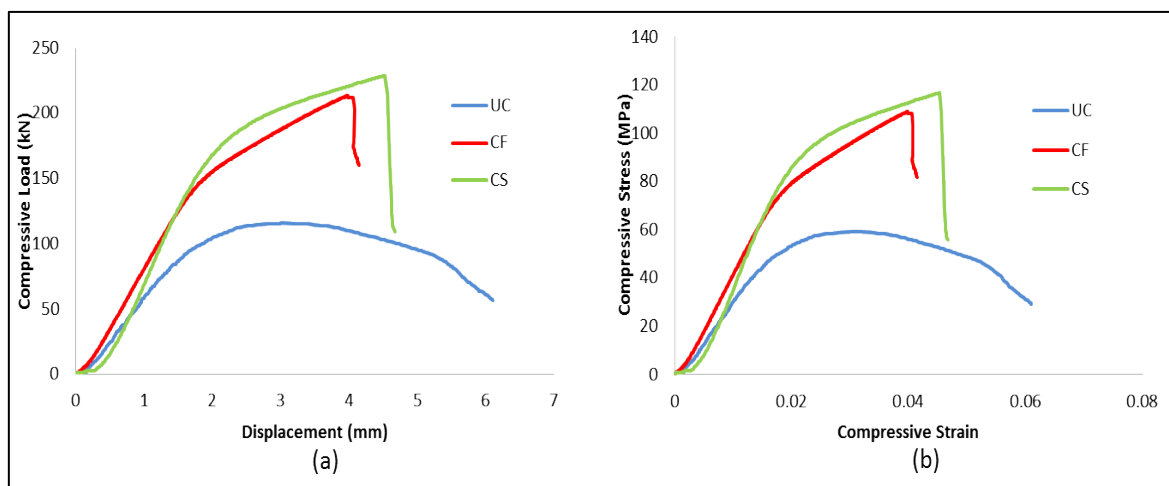 250
200
150
100
50
0
Compressive Load (kN)
0 1 2 3 4 5 6 7
Displacement (mm)
UC
CF
CS
(a)
140
120
100
80
60
40
20
0
Compressive Stress (MPa)
0 0.02 0.04 0.06 0.08
Compressive Strain
UC
CF
CS
(b)